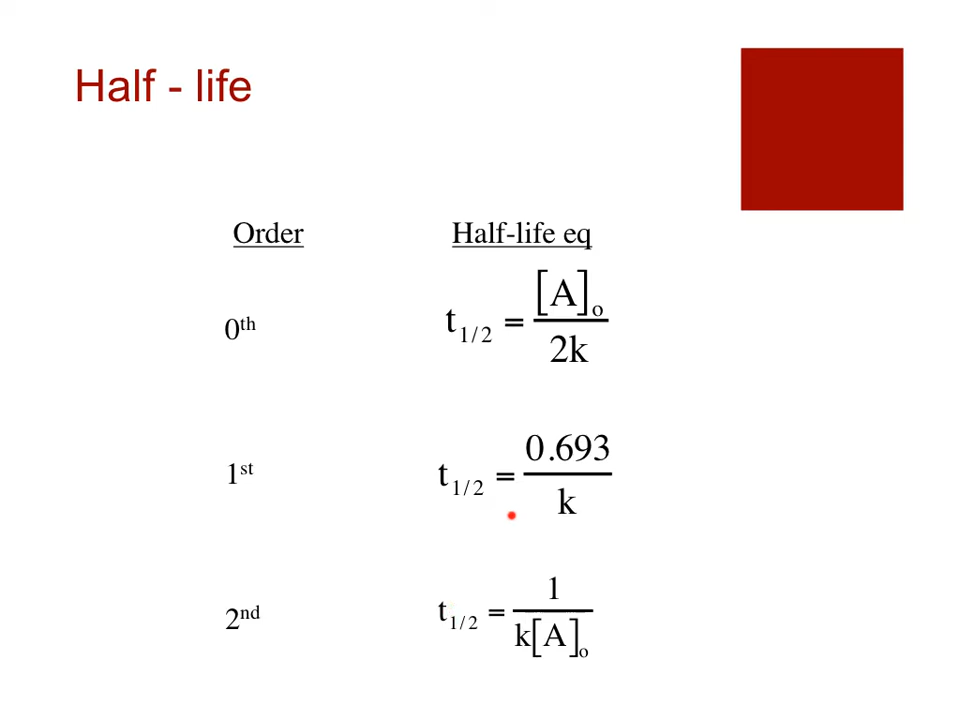 Half - life
Order Half-life eq
0th t1/2 = [A]o / 2k
1st t1/2 = 0.693 / k
2nd t1/2 = 1 / k[A]o